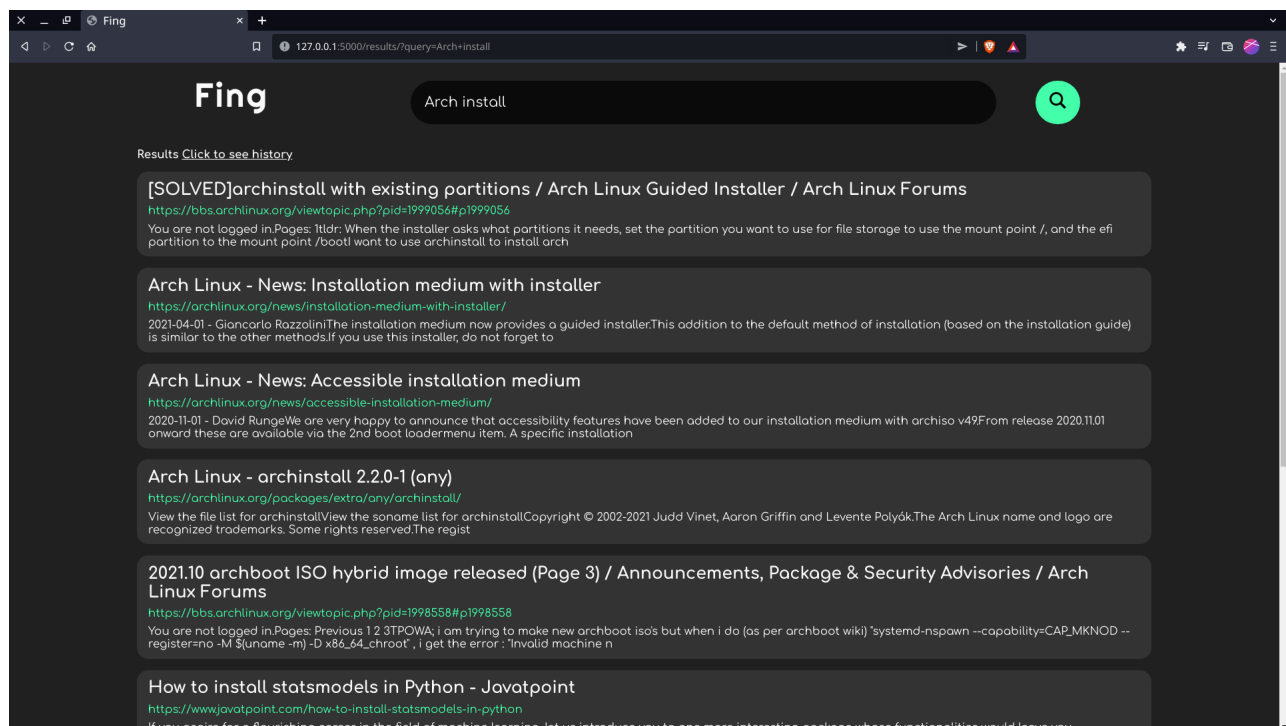 Fing
127.0.0.1:5000/results/?query=Arch+install
Fing
Arch install
Results Click to see history
[SOLVED]archinstall with existing partitions / Arch Linux Guided Installer / Arch Linux Forums
https://bbs.archlinux.org/viewtopic.php?pid=1999056#p1999056
You are not logged in.Pages: 1tldr: When the installer asks what partitions it needs, set the partition you want to use for file storage to use the mount point /, and the efi
partition to the mount point /bootI want to use archinstall to install arch
Arch Linux - News: Installation medium with installer
https://archlinux.org/news/installation-medium-with-installer/
2021-04-01 - Giancarlo RazzoliniThe installation medium now provides a guided installer.This addition to the default method of installation (based on the installation guide)
is similar to the other methods.If you use this installer, do not forget to
Arch Linux - News: Accessible installation medium
https://archlinux.org/news/accessible-installation-medium/
2020-11-01 - David RungeWe are very happy to announce that accessibility features have been added to our installation medium with archiso v49.From release 2020.11.01
onward these are available via the 2nd boot loadermenu item. A specific installation
Arch Linux - archinstall 2.2.0-1 (any)
https://archlinux.org/packages/extra/any/archinstall/
View the file list for archinstallView the soname list for archinstallCopyright © 2002-2021 Judd Vinet, Aaron Griffin and Levente Polyák.The Arch Linux name and logo are
recognized trademarks. Some rights reserved.The regist
2021.10 archboot ISO hybrid image released (Page 3) / Announcements, Package & Security Advisories / Arch
Linux Forums
https://bbs.archlinux.org/viewtopic.php?pid=1998558#p1998558
You are not logged in.Pages: Previous 1 2 3TPOWA; i am trying to make new archboot iso's but when i do (as per archboot wiki) "systemd-nspawn --capability=CAP_MKNOD --
register=no -M $(uname -m) -D x86_64_chroot" , i get the error : "Invalid machine n
How to install statsmodels in Python - Javatpoint
https://www.javatpoint.com/how-to-install-statsmodels-in-python